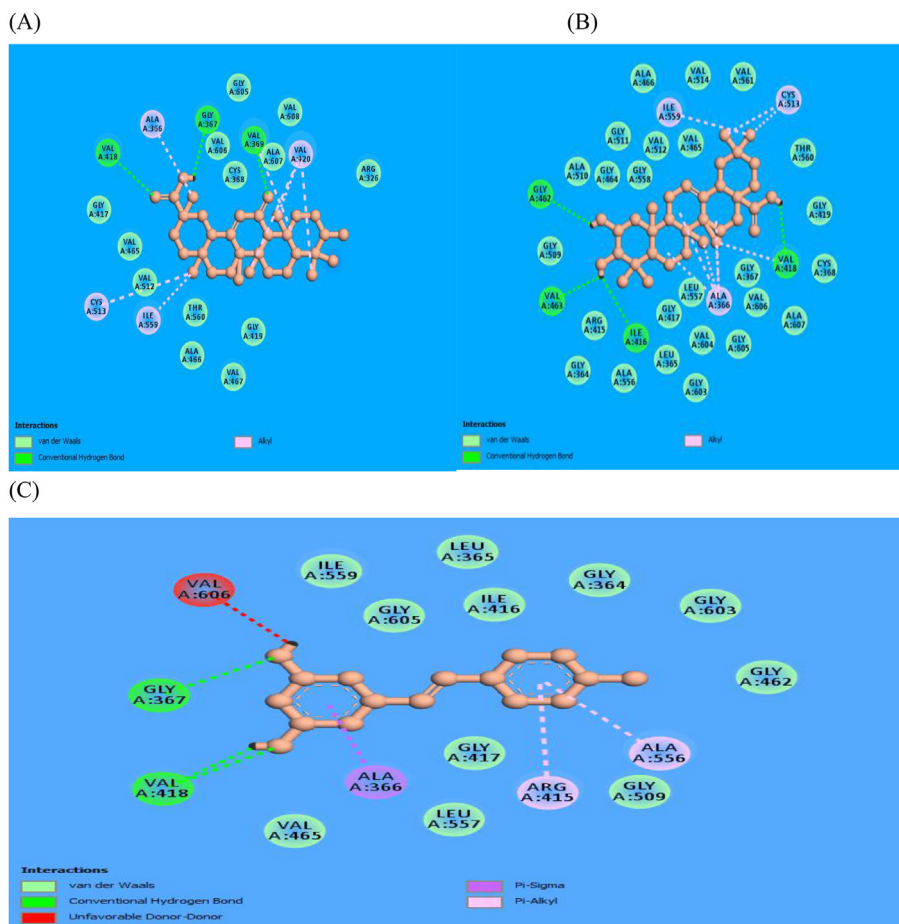 (A)
(B)
GLY A:605
VAL A:608
ALA A:366
GLY A:367
VAL A:369
VAL A:418
VAL A:606
ALA A:607
VAL A:420
CYS A:368
ARG A:326
GLY A:417
VAL A:465
VAL A:512
CYS A:513
ILE A:559
THR A:560
GLY A:419
ALA A:466
VAL A:467
Interactions
van der Waals
Conventional Hydrogen Bond
Alkyl
ALA A:466
VAL A:514
VAL A:561
CYS A:513
ILE A:559
GLY A:511
VAL A:512
VAL A:465
THR A:560
ALA A:510
GLY A:464
GLY A:558
GLY A:462
GLY A:419
GLY A:509
VAL A:418
CYS A:368
GLY A:367
LEU A:557
VAL A:463
ALA A:366
VAL A:606
GLY A:417
ALA A:607
ARG A:415
ILE A:416
VAL A:604
GLY A:605
LEU A:365
GLY A:364
ALA A:556
GLY A:603
Interactions
van der Waals
Conventional Hydrogen Bond
Alkyl
(C)
LEU A:365
ILE A:559
GLY A:364
VAL A:606
ILE A:416
GLY A:605
GLY A:603
GLY A:462
GLY A:367
GLY A:417
ALA A:556
ALA A:366
VAL A:418
ARG A:415
GLY A:509
LEU A:557
VAL A:465
Interactions
van der Waals
Conventional Hydrogen Bond
Unfavorable Donor-Donor
Pi-Sigma
Pi-Alkyl